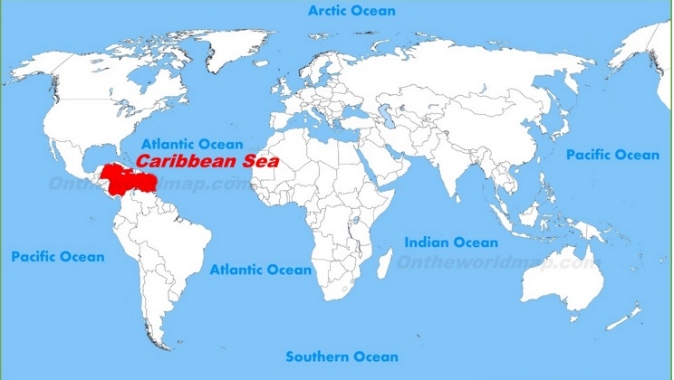 Arctic Ocean
Atlantic Ocean
Caribbean Sea
Pacific Ocean
Ontheworldmap.com
Pacific Ocean
Atlantic Ocean
Indian Ocean
Ontheworldmap.com
Southern Ocean